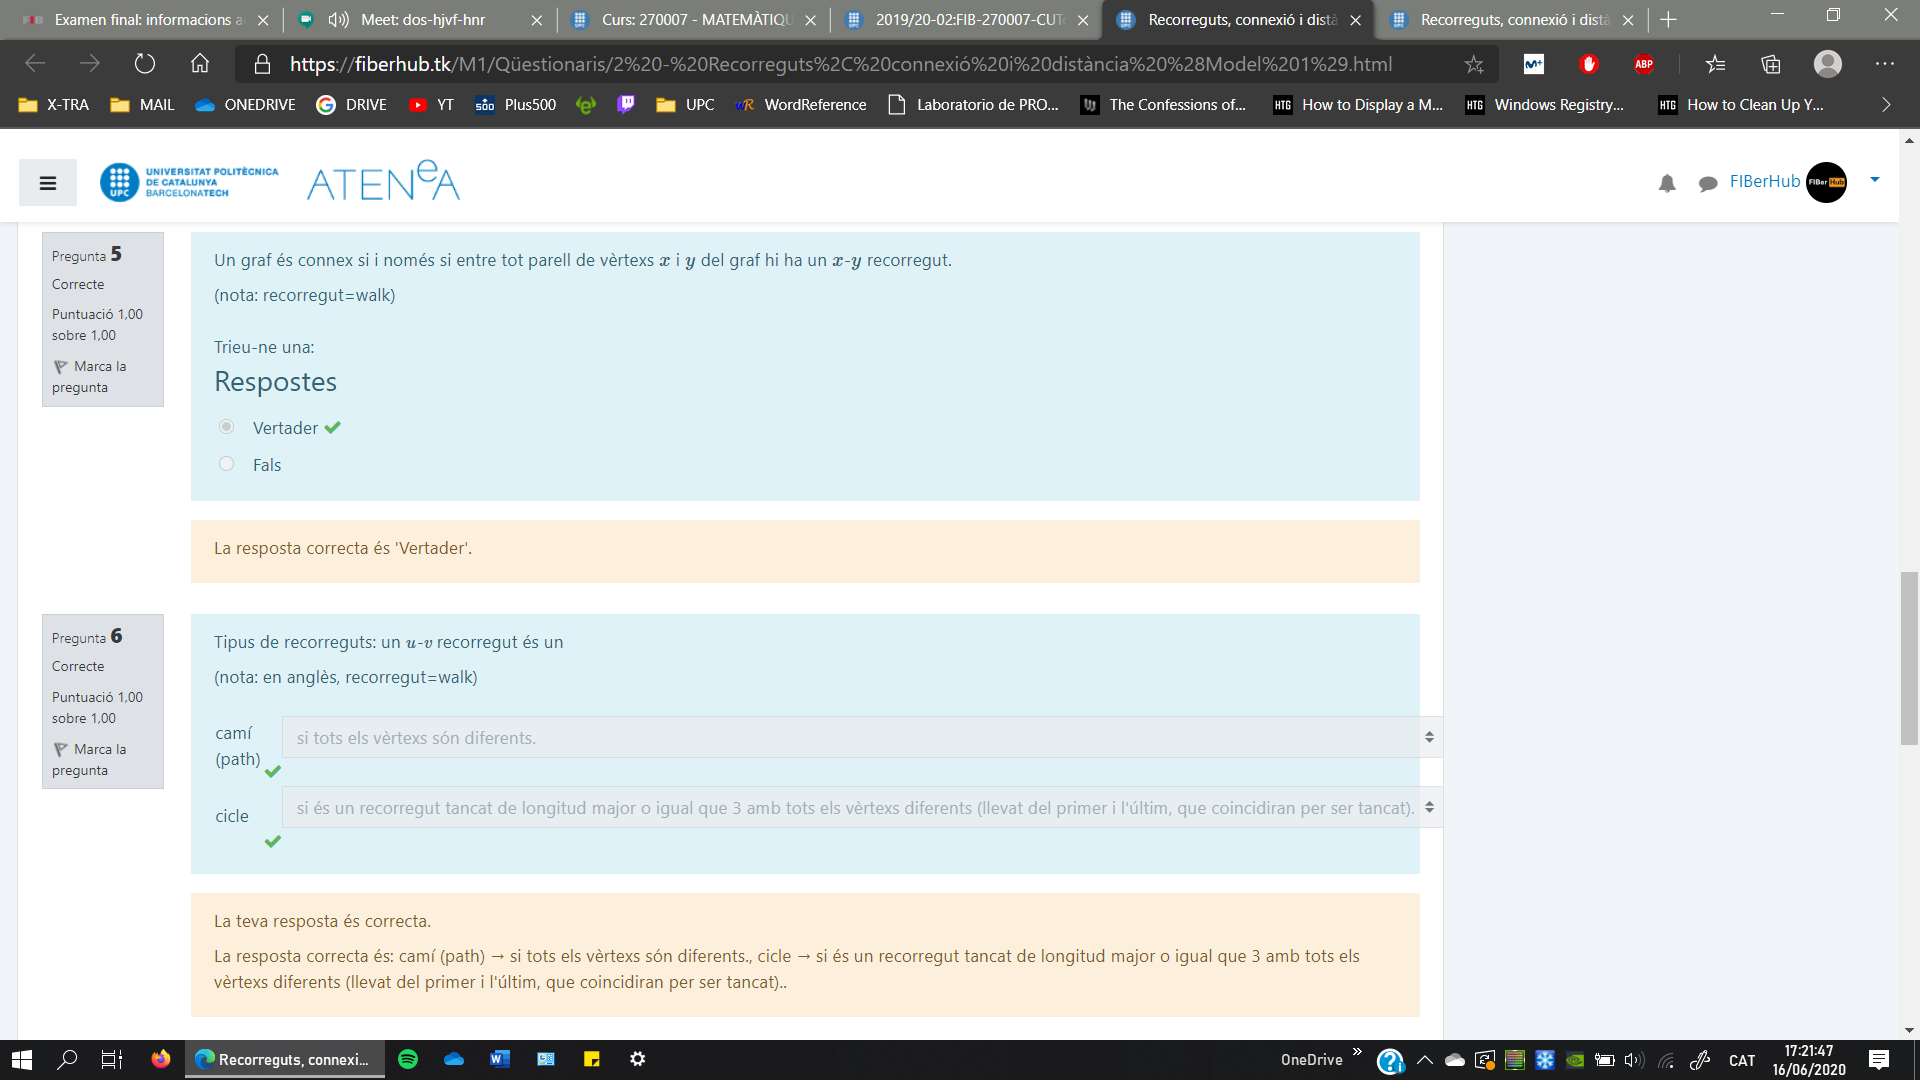 Examen final: informacions a
Meet: dos-hjvf-hnr
Curs: 270007 - MATEMÀTIQU
2019/20-02:FIB-270007-CUT
Recorreguts, connexió i distà
Recorreguts, connexió i distà
https://fiberhub.tk/M1/Qüestionaris/2%20-%20Recorreguts%2C%20connexió%20i%20distància%20%28Model%201%29.html
X-TRA
MAIL
ONEDRIVE
DRIVE
YT
Plus500
UPC
WordReference
Laboratorio de PRO...
The Confessions of...
HTG
How to Display a M...
HTG
Windows Registry...
HTG
How to Clean Up Y...
M+
ABP
UPC
UNIVERSITAT POLITÈCNICA
DE CATALUNYA
BARCELONATECH
ATENeA
FIBerHub
FIBer Hub
Pregunta 5
Correcte
Puntuació 1,00
sobre 1,00
Marca la
pregunta
Un graf és connex si i només si entre tot parell de vèrtexs x i y del graf hi ha un x-y recorregut.
(nota: recorregut=walk)
Trieu-ne una:
Respostes
Vertader
Fals
La resposta correcta és 'Vertader'.
Pregunta 6
Correcte
Puntuació 1,00
sobre 1,00
Marca la
pregunta
Tipus de recorreguts: un u-v recorregut és un
(nota: en anglès, recorregut=walk)
camí
(path)
si tots els vèrtexs són diferents.
cicle
si és un recorregut tancat de longitud major o igual que 3 amb tots els vèrtexs diferents (llevat del primer i l'últim, que coincidiran per ser tancat).
La teva resposta és correcta.
La resposta correcta és: camí (path) → si tots els vèrtexs són diferents., cicle → si és un recorregut tancat de longitud major o igual que 3 amb tots els
vèrtexs diferents (llevat del primer i l'últim, que coincidiran per ser tancat)..
Recorreguts, connexi...
OneDrive
CAT
17:21:47
16/06/2020